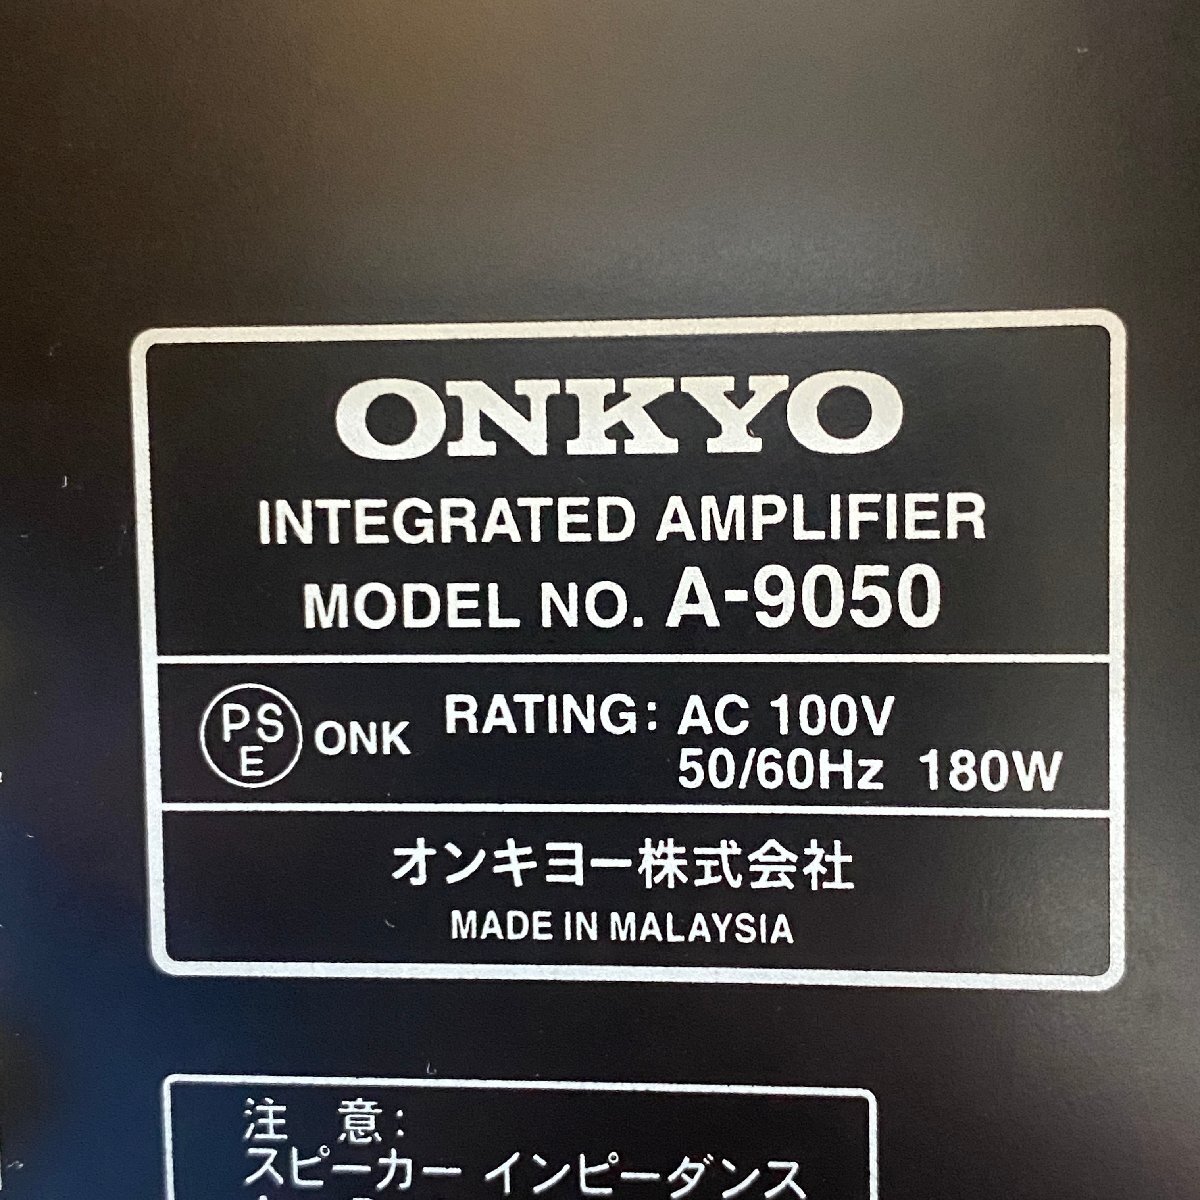 ONKYO
INTEGRATED AMPLIFIER
MODEL NO. A-9050
PSE ONK RATING: AC 100V
50/60Hz 180W
オンキヨー株式会社
MADE IN MALAYSIA
注 意:
スピーカー インピーダンス